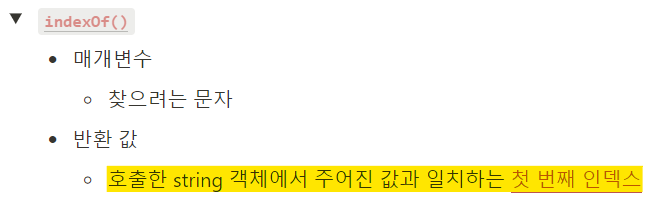 indexOf()
매개변수
찾으려는 문자
반환 값
호출한 string 객체에서 주어진 값과 일치하는 첫 번째 인덱스